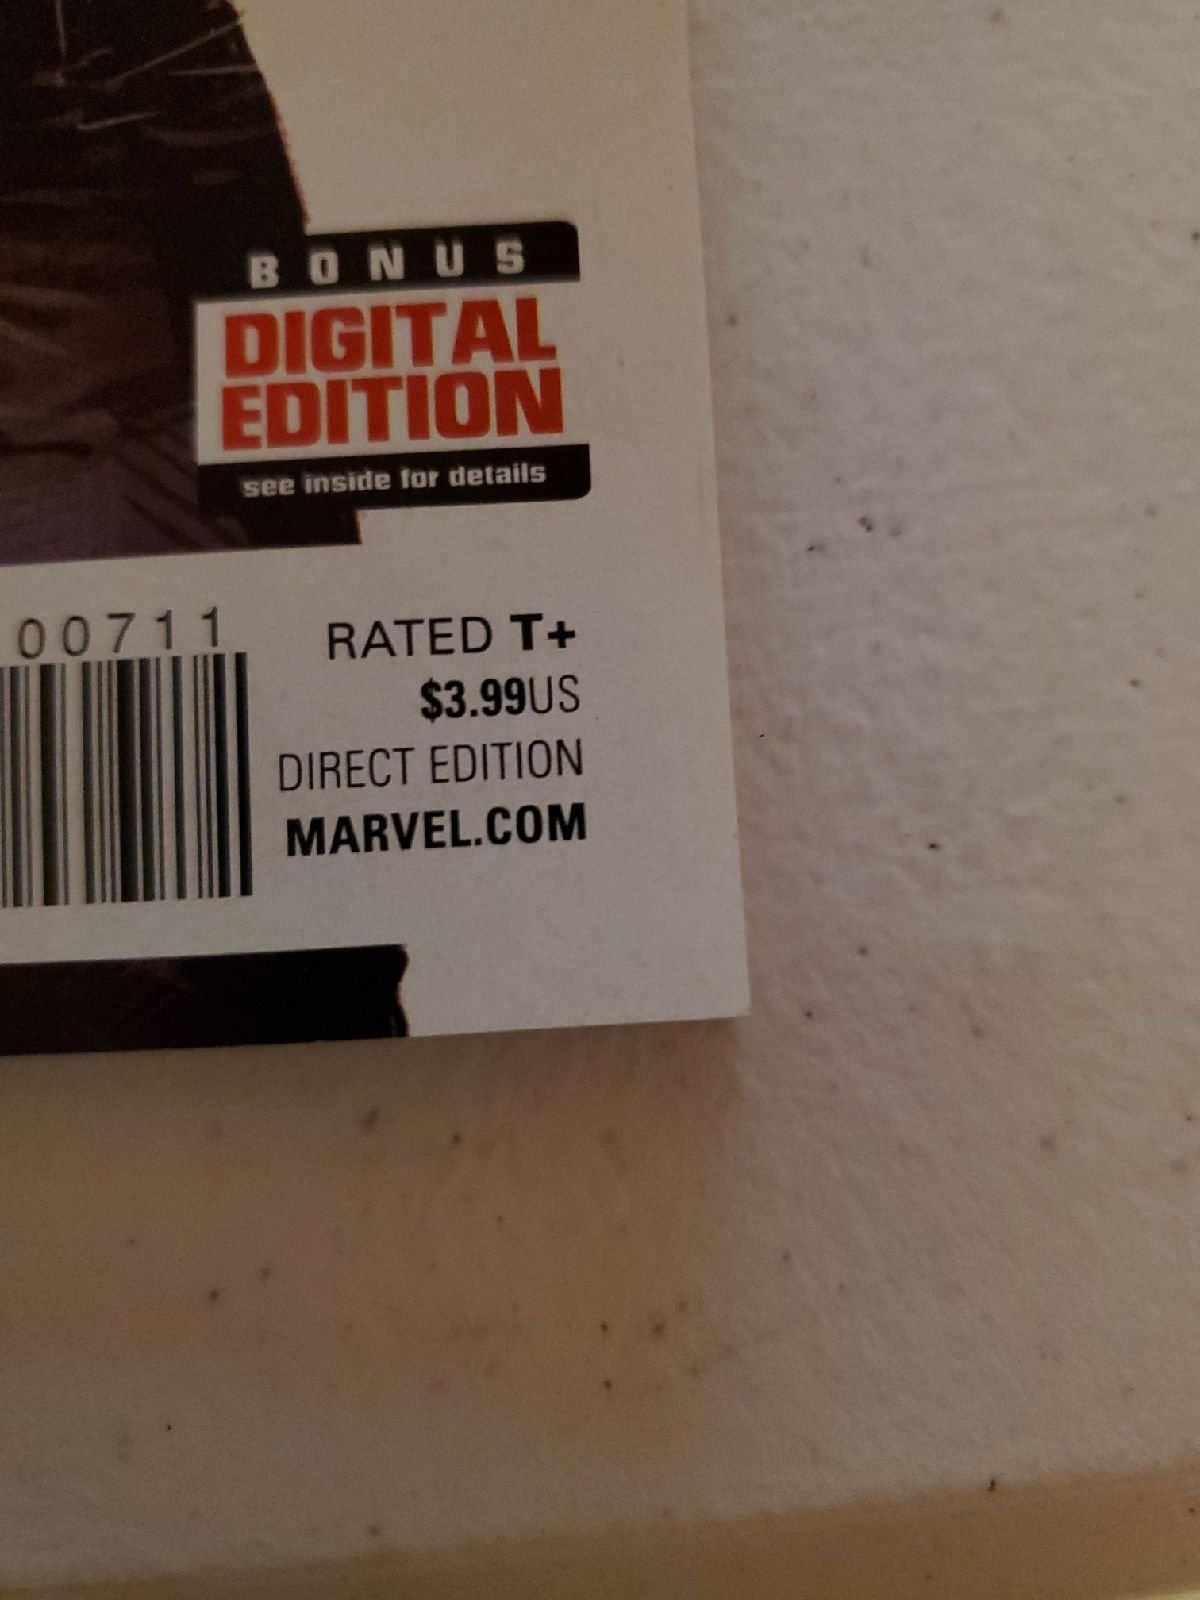 BONUS
DIGITAL
EDITION
see inside for details
00711
RATED T+
$3.99US
DIRECT EDITION
MARVEL.COM